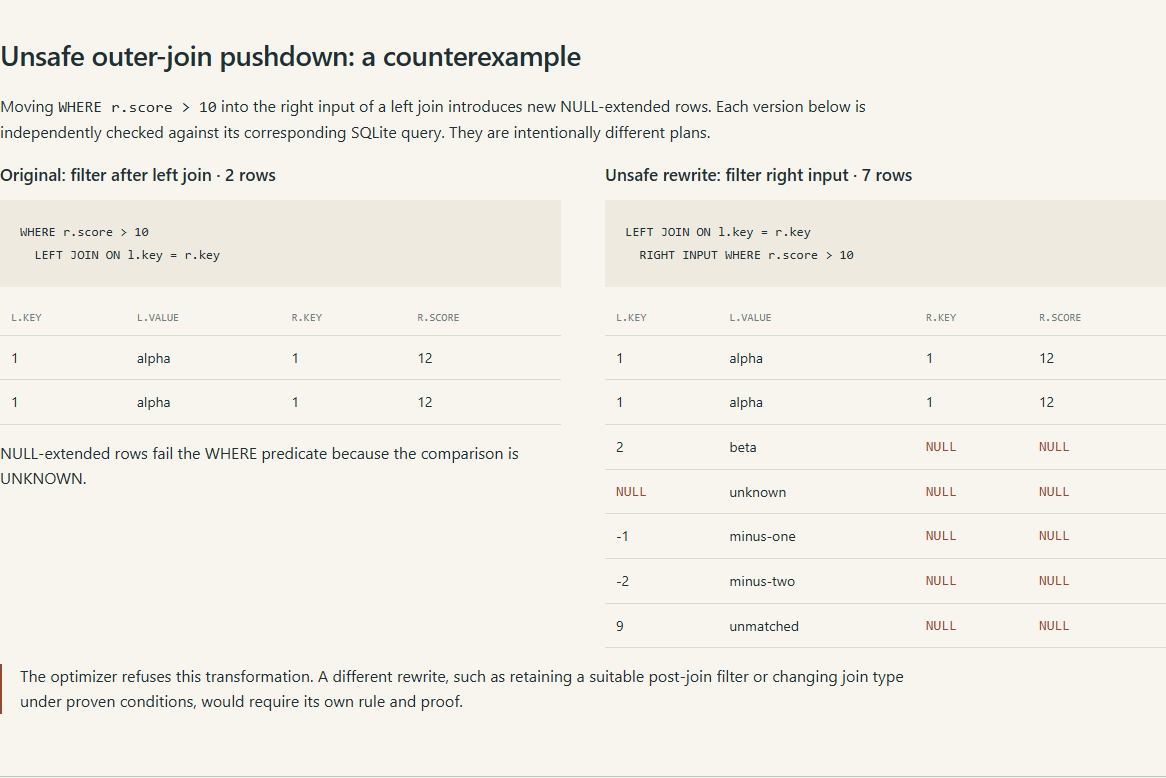 Unsafe outer-join pushdown: a counterexample
Moving WHERE r.score > 10 into the right input of a left join introduces new NULL-extended rows. Each version below is
independently checked against its corresponding SQLite query. They are intentionally different plans.
Original: filter after left join · 2 rows
WHERE r.score > 10
LEFT JOIN ON l.key = r.key
L.KEY L.VALUE R.KEY R.SCORE
1 alpha 1 12
1 alpha 1 12
NULL-extended rows fail the WHERE predicate because the comparison is
UNKNOWN.
Unsafe rewrite: filter right input · 7 rows
LEFT JOIN ON l.key = r.key
RIGHT INPUT WHERE r.score > 10
L.KEY L.VALUE R.KEY R.SCORE
1 alpha 1 12
1 alpha 1 12
2 beta NULL NULL
NULL unknown NULL NULL
-1 minus-one NULL NULL
-2 minus-two NULL NULL
9 unmatched NULL NULL
The optimizer refuses this transformation. A different rewrite, such as retaining a suitable post-join filter or changing join type
under proven conditions, would require its own rule and proof.